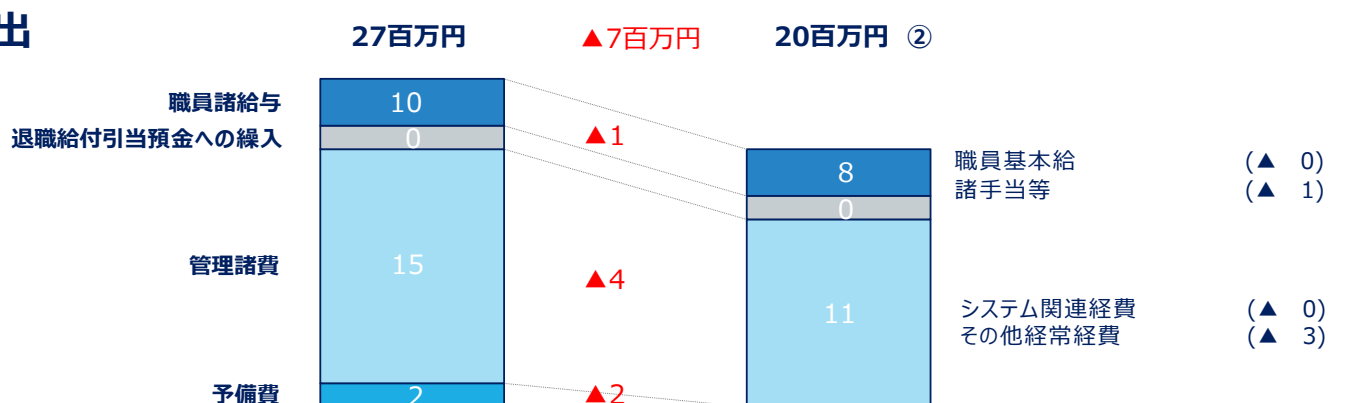 出 27百万円 ▲7百万円 20百万円 ②
職員諸給与 10
退職給付引当預金への繰入 0 ▲1
8 職員基本給 (▲ 0)
諸手当等 (▲ 1)
0
管理諸費 15 ▲4
11 システム関連経費 (▲ 0)
その他経常経費 (▲ 3)
予備費 2 ▲2